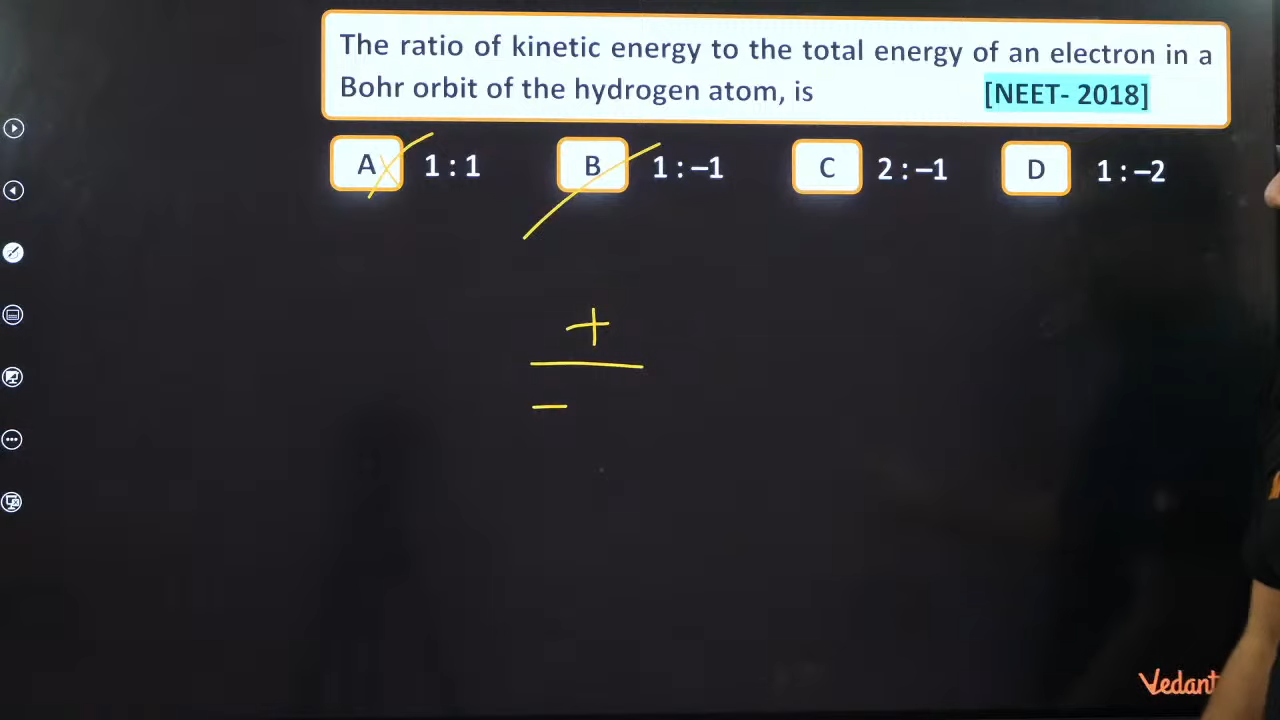 The ratio of kinetic energy to the total energy of an electron in a
Bohr orbit of the hydrogen atom, is [NEET- 2018]
A 1 : 1 B 1 : –1 C 2 : –1 D 1 : –2
+
–
Vedant